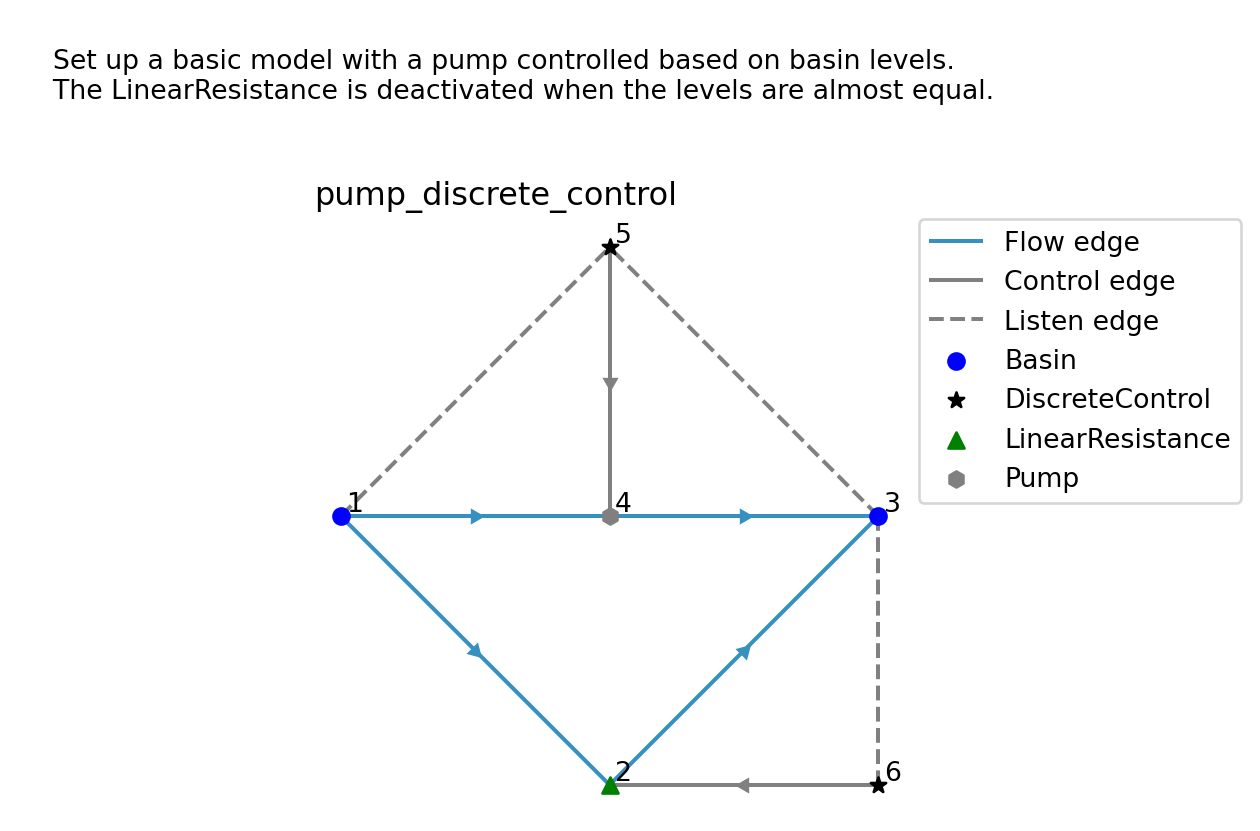 Set up a basic model with a pump controlled based on basin levels.
The LinearResistance is deactivated when the levels are almost equal.
pump_discrete_control
5
Flow edge
Control edge
Listen edge
Basin
DiscreteControl
LinearResistance
Pump
1
4
3
2
6